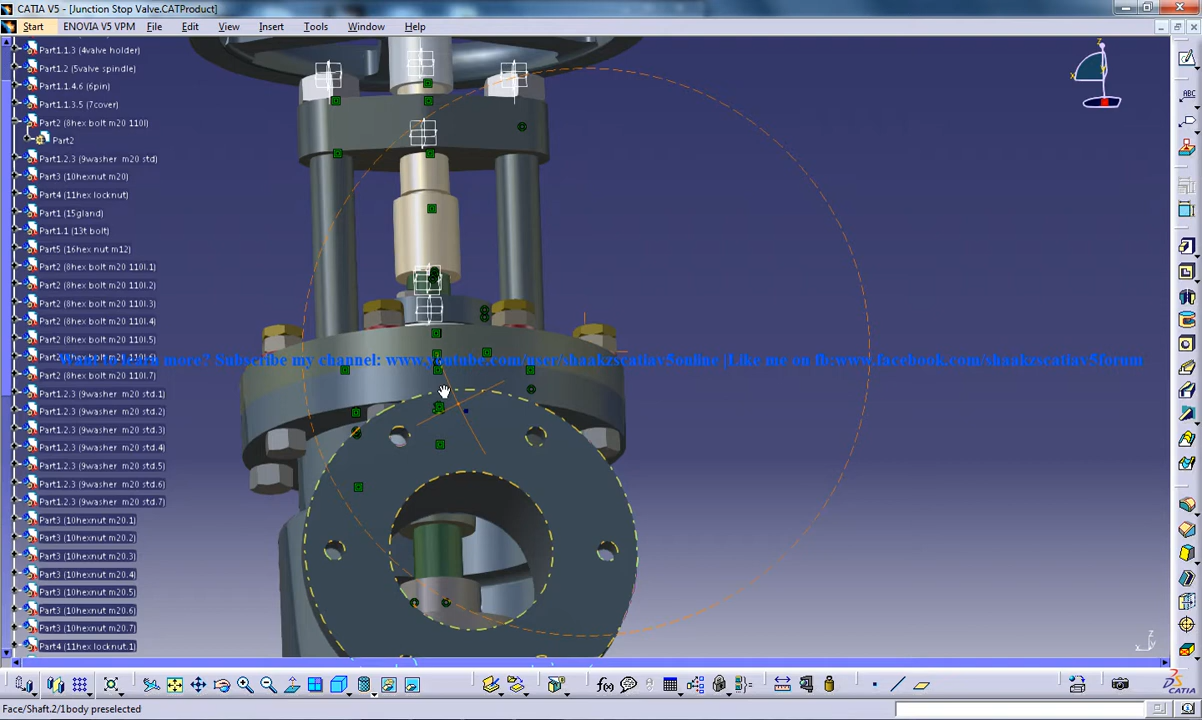 CATIA V5 - [Junction Stop Valve.CATProduct]
Start ENOVIA V5 VPM File Edit Insert Tools Window Help
Part1.1.3 (4valve holder)
Part1.2 (5valve spindle)
Part1.1.4.6 (6pin)
Part1.1.3.5 (7cover)
Part2 (8hex bolt m20 110l)
Part2
Part1.2.3 (9washer m20 std)
Part3 (10hexnut m20)
Part4 (11hex locknut)
Part1 (15gland)
Part1.1 (13t bolt)
Part5 (16hex nut m12)
Part2 (8hex bolt m20 110l.1)
Part2 (8hex bolt m20 110l.2)
Part2 (8hex bolt m20 110l.3)
Part2 (8hex bolt m20 110l.4)
Part2 (8hex bolt m20 110l.5)
Want to learn more? Subscribe my channel: www.youtube.com/user/shaakzscatiav5online |Like me on fb:www.facebook.com/shaakzscatiav5forum
Part2 (8hex bolt m20 110l.7)
Part1.2.3 (9washer m20 std.1)
Part1.2.3 (9washer m20 std.2)
Part1.2.3 (9washer m20 std.3)
Part1.2.3 (9washer m20 std.4)
Part1.2.3 (9washer m20 std.5)
Part1.2.3 (9washer m20 std.6)
Part1.2.3 (9washer m20 std.7)
Part3 (10hexnut m20.1)
Part3 (10hexnut m20.2)
Part3 (10hexnut m20.3)
Part3 (10hexnut m20.4)
Part3 (10hexnut m20.5)
Part3 (10hexnut m20.6)
Part3 (10hexnut m20.7)
Part4 (11hex locknut.1)
Face/Shaft.2/1body preselected